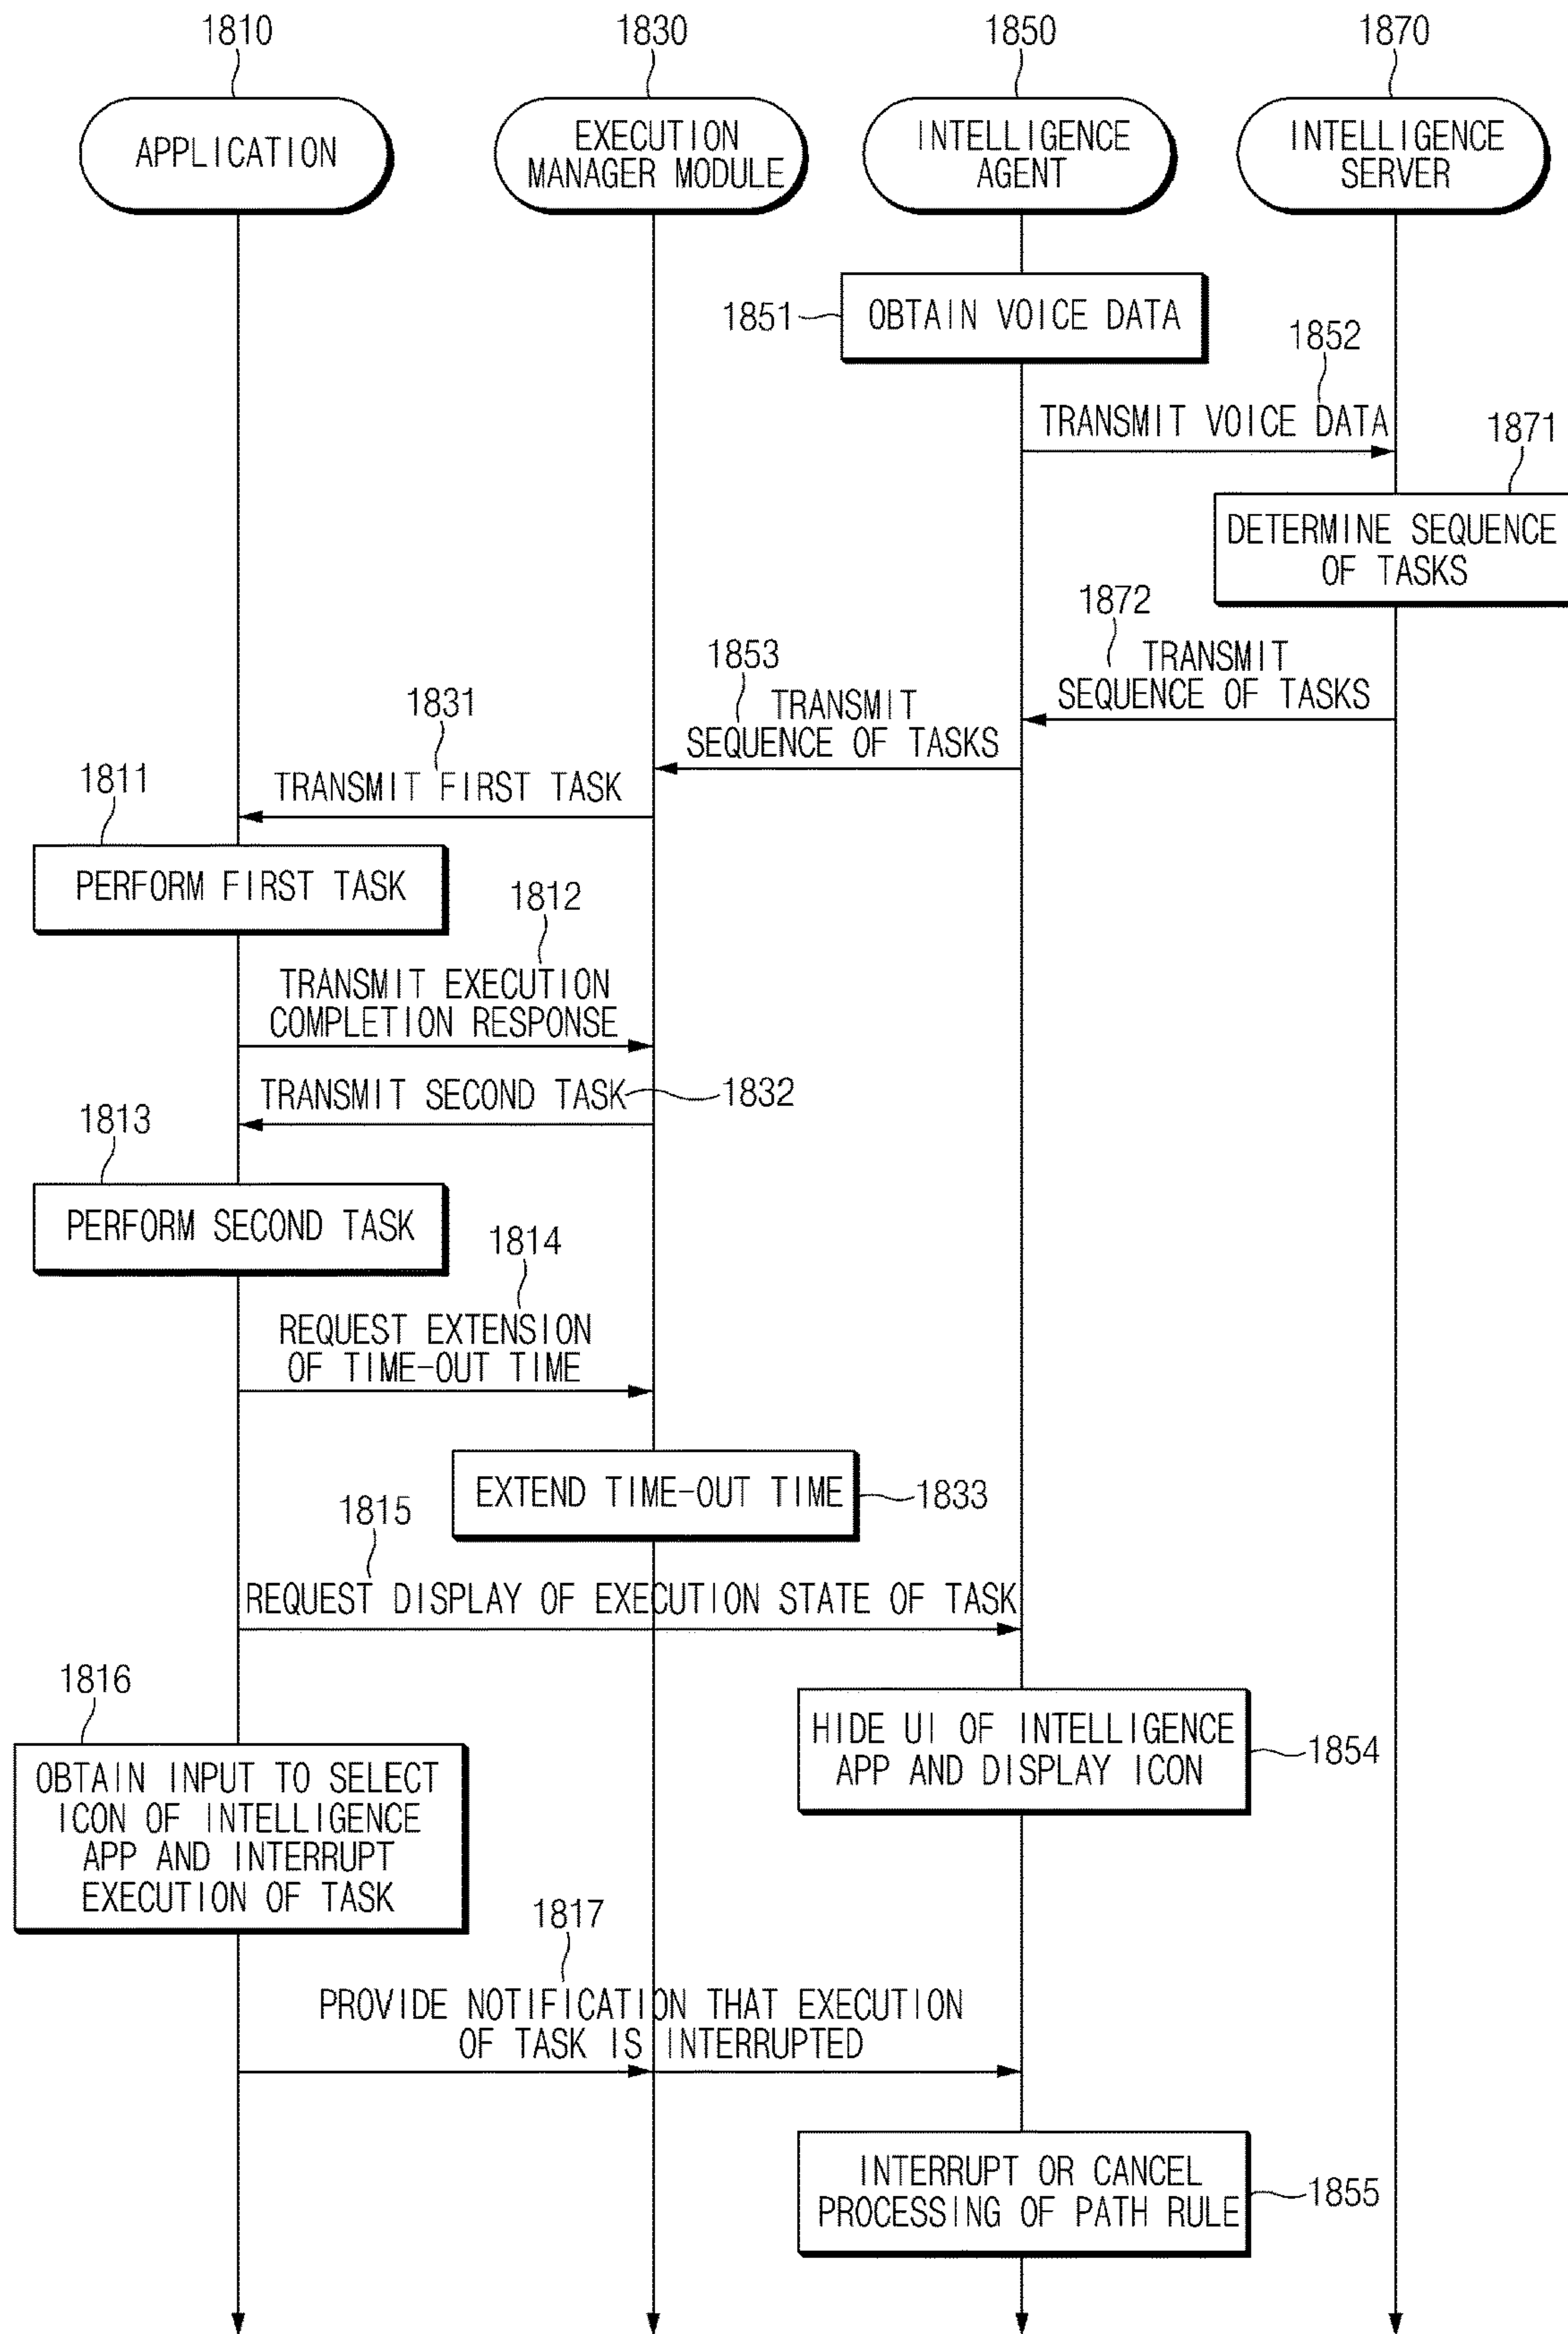 1810
1830
1850
1870
APPLICATION
EXECUTION
MANAGER MODULE
INTELLIGENCE
AGENT
INTELLIGENCE
SERVER
1851
OBTAIN VOICE DATA
1852
TRANSMIT VOICE DATA
1871
DETERMINE SEQUENCE
OF TASKS
1872
TRANSMIT
SEQUENCE OF TASKS
1853
TRANSMIT
SEQUENCE OF TASKS
1831
TRANSMIT FIRST TASK
1811
PERFORM FIRST TASK
1812
TRANSMIT EXECUTION
COMPLETION RESPONSE
TRANSMIT SECOND TASK
1832
1813
PERFORM SECOND TASK
1814
REQUEST EXTENSION
OF TIME-OUT TIME
EXTEND TIME-OUT TIME
1833
1815
REQUEST DISPLAY OF EXECUTION STATE OF TASK
1816
HIDE UI OF INTELLIGENCE
APP AND DISPLAY ICON
1854
OBTAIN INPUT TO SELECT
ICON OF INTELLIGENCE
APP AND INTERRUPT
EXECUTION OF TASK
1817
PROVIDE NOTIFICATION THAT EXECUTION
OF TASK IS INTERRUPTED
INTERRUPT OR CANCEL
PROCESSING OF PATH RULE
1855